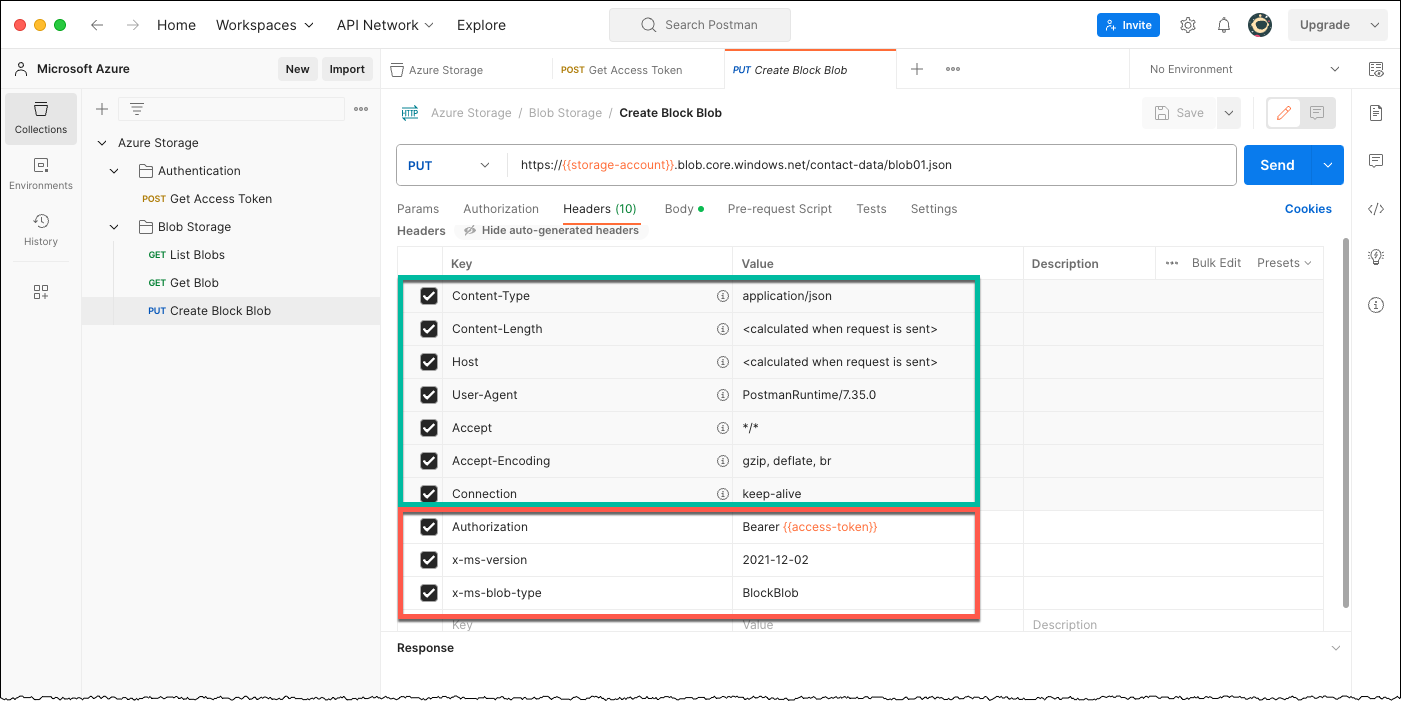 Home Workspaces API Network Explore Search Postman Invite Upgrade
Microsoft Azure New Import Azure Storage POST Get Access Token PUT Create Block Blob No Environment
Collections
Environments
History
Azure Storage
Authentication
POST Get Access Token
Blob Storage
GET List Blobs
GET Get Blob
PUT Create Block Blob
HTTP Azure Storage / Blob Storage / Create Block Blob Save
PUT https://{{storage-account}}.blob.core.windows.net/contact-data/blob01.json Send
Params Authorization Headers (10) Body Pre-request Script Tests Settings Cookies
Headers Hide auto-generated headers
Key Value Description Bulk Edit Presets
Content-Type application/json
Content-Length <calculated when request is sent>
Host <calculated when request is sent>
User-Agent PostmanRuntime/7.35.0
Accept */*
Accept-Encoding gzip, deflate, br
Connection keep-alive
Authorization Bearer {{access-token}}
x-ms-version 2021-12-02
x-ms-blob-type BlockBlob
Key Value Description
Response